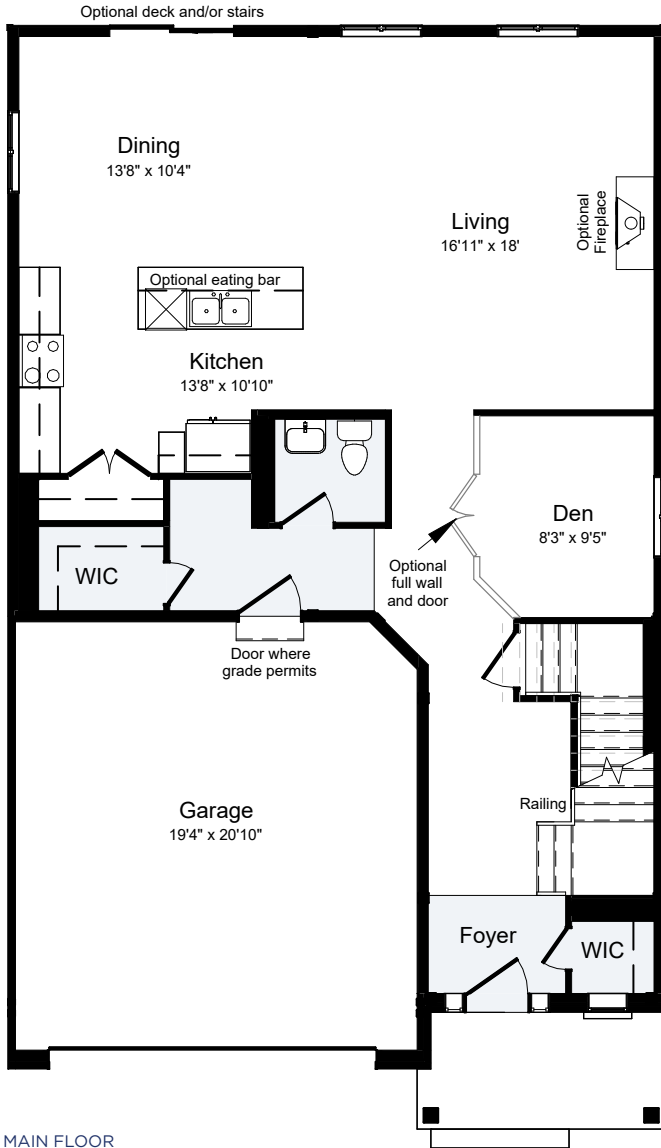 Optional deck and/or stairs
Dining
13'8" x 10'4"
Living
16'11" x 18'
Optional
Fireplace
Optional eating bar
Kitchen
13'8" x 10'10"
Den
8'3" x 9'5"
WIC
Optional
full wall
and door
Door where
grade permits
Garage
19'4" x 20'10"
Railing
Foyer
WIC
MAIN FLOOR